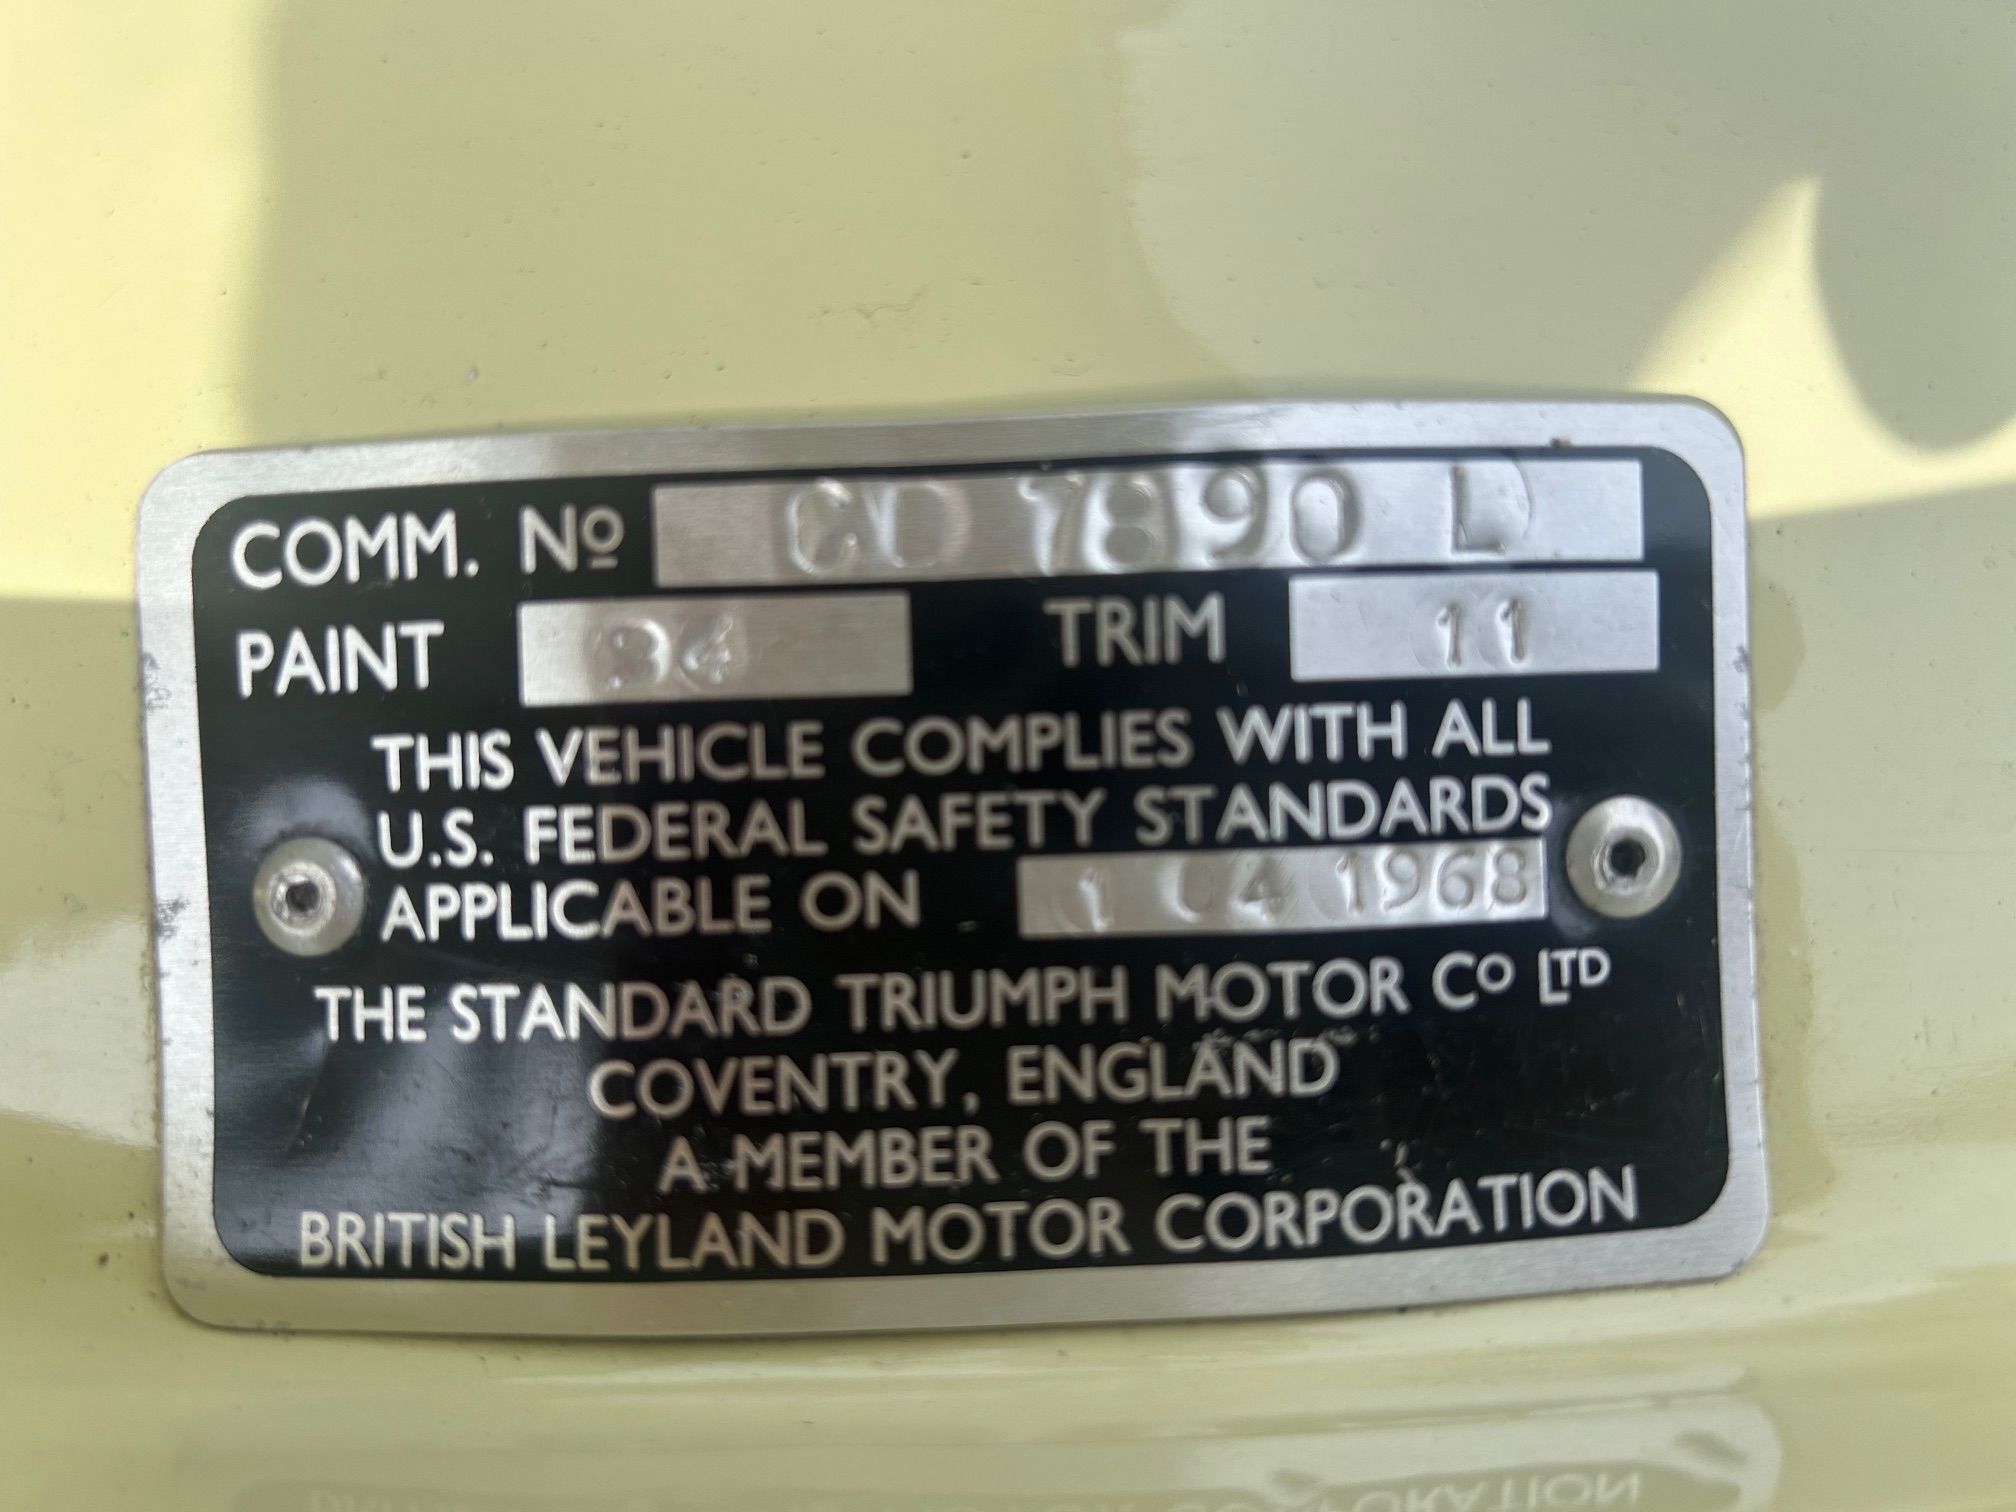 COMM. Nº CD 7890 L
PAINT 34 TRIM 11
THIS VEHICLE COMPLIES WITH ALL
U.S. FEDERAL SAFETY STANDARDS
APPLICABLE ON 1 04 1968
THE STANDARD TRIUMPH MOTOR Cº LTD
COVENTRY, ENGLAND
A MEMBER OF THE
BRITISH LEYLAND MOTOR CORPORATION